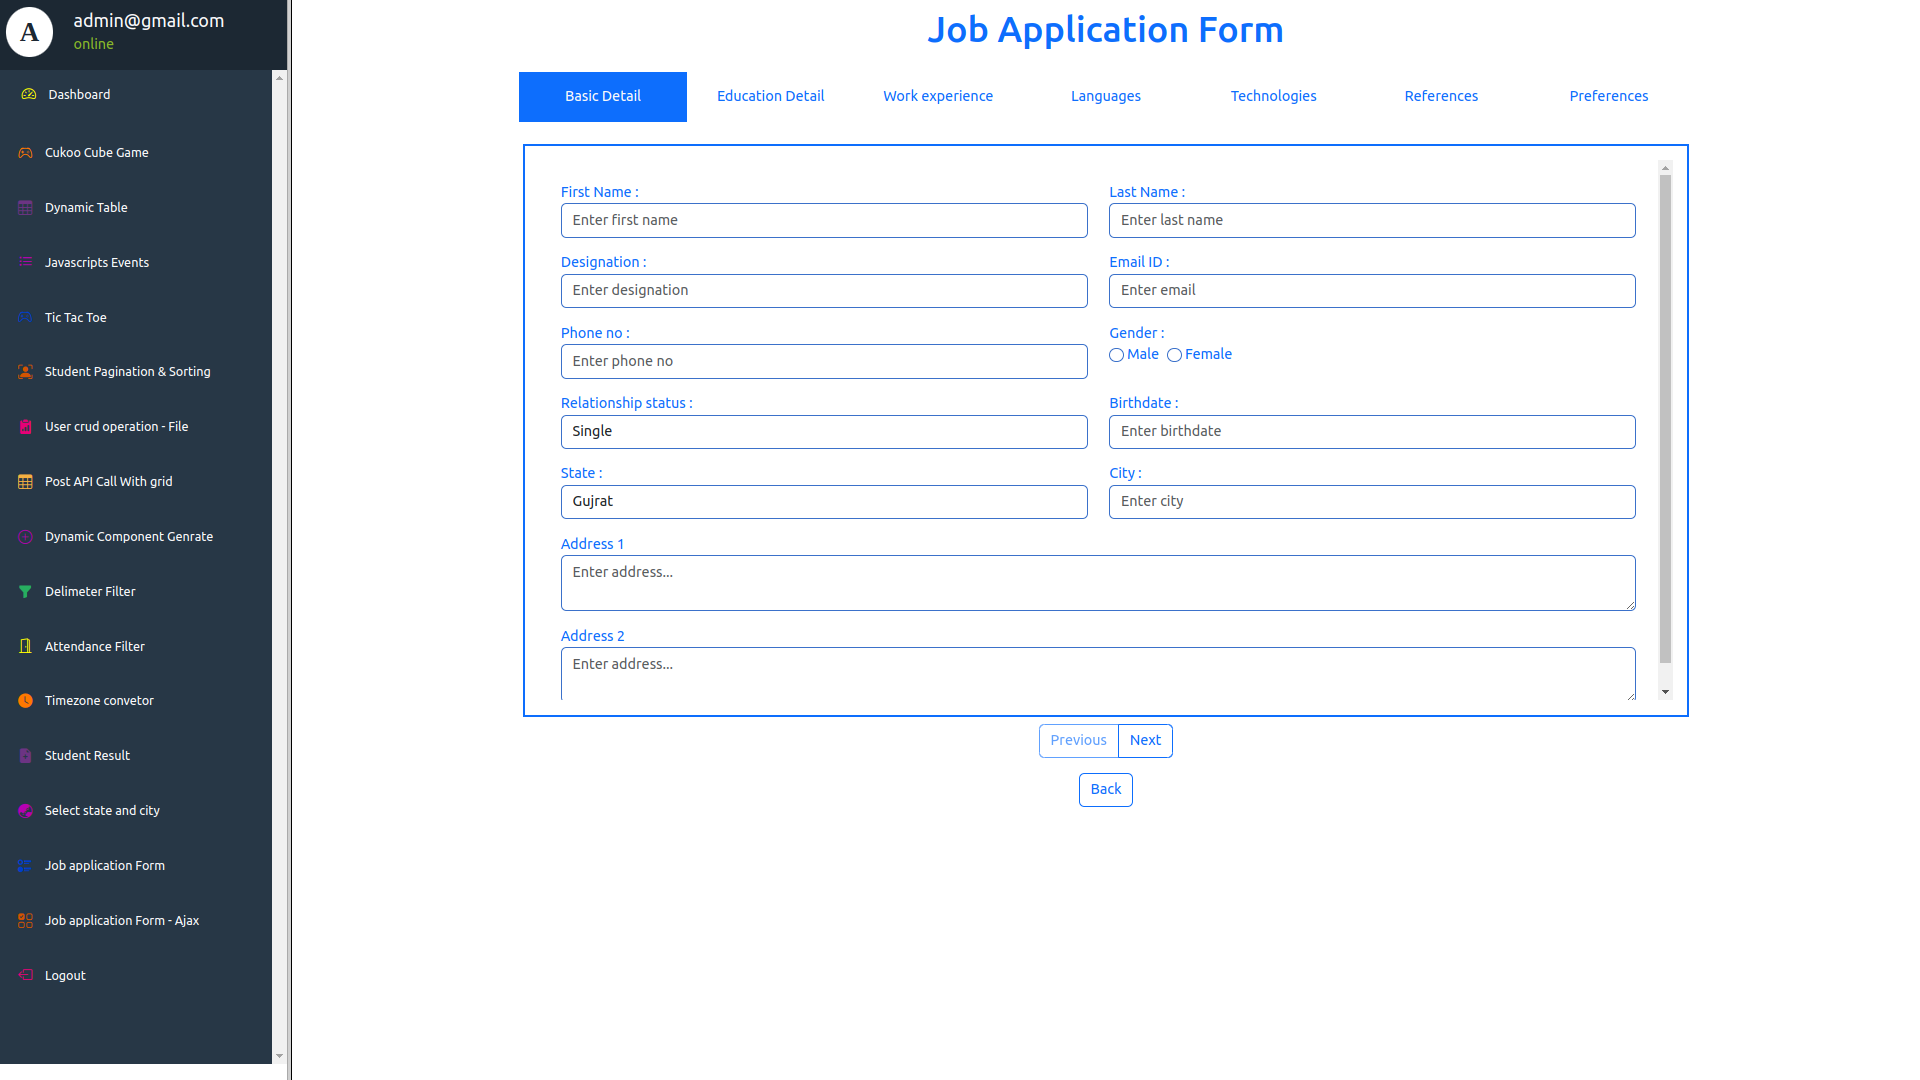 A
admin@gmail.com
online
Dashboard
Cukoo Cube Game
Dynamic Table
Javascripts Events
Tic Tac Toe
Student Pagination & Sorting
User crud operation - File
Post API Call With grid
Dynamic Component Genrate
Delimeter Filter
Attendance Filter
Timezone convetor
Student Result
Select state and city
Job application Form
Job application Form - Ajax
Logout
Job Application Form
Basic Detail Education Detail Work experience Languages Technologies References Preferences
First Name : Last Name :
Enter first name Enter last name
Designation : Email ID :
Enter designation Enter email
Phone no : Gender :
Enter phone no Male Female
Relationship status : Birthdate :
Single Enter birthdate
State : City :
Gujrat Enter city
Address 1
Enter address...
Address 2
Enter address...
Previous Next
Back